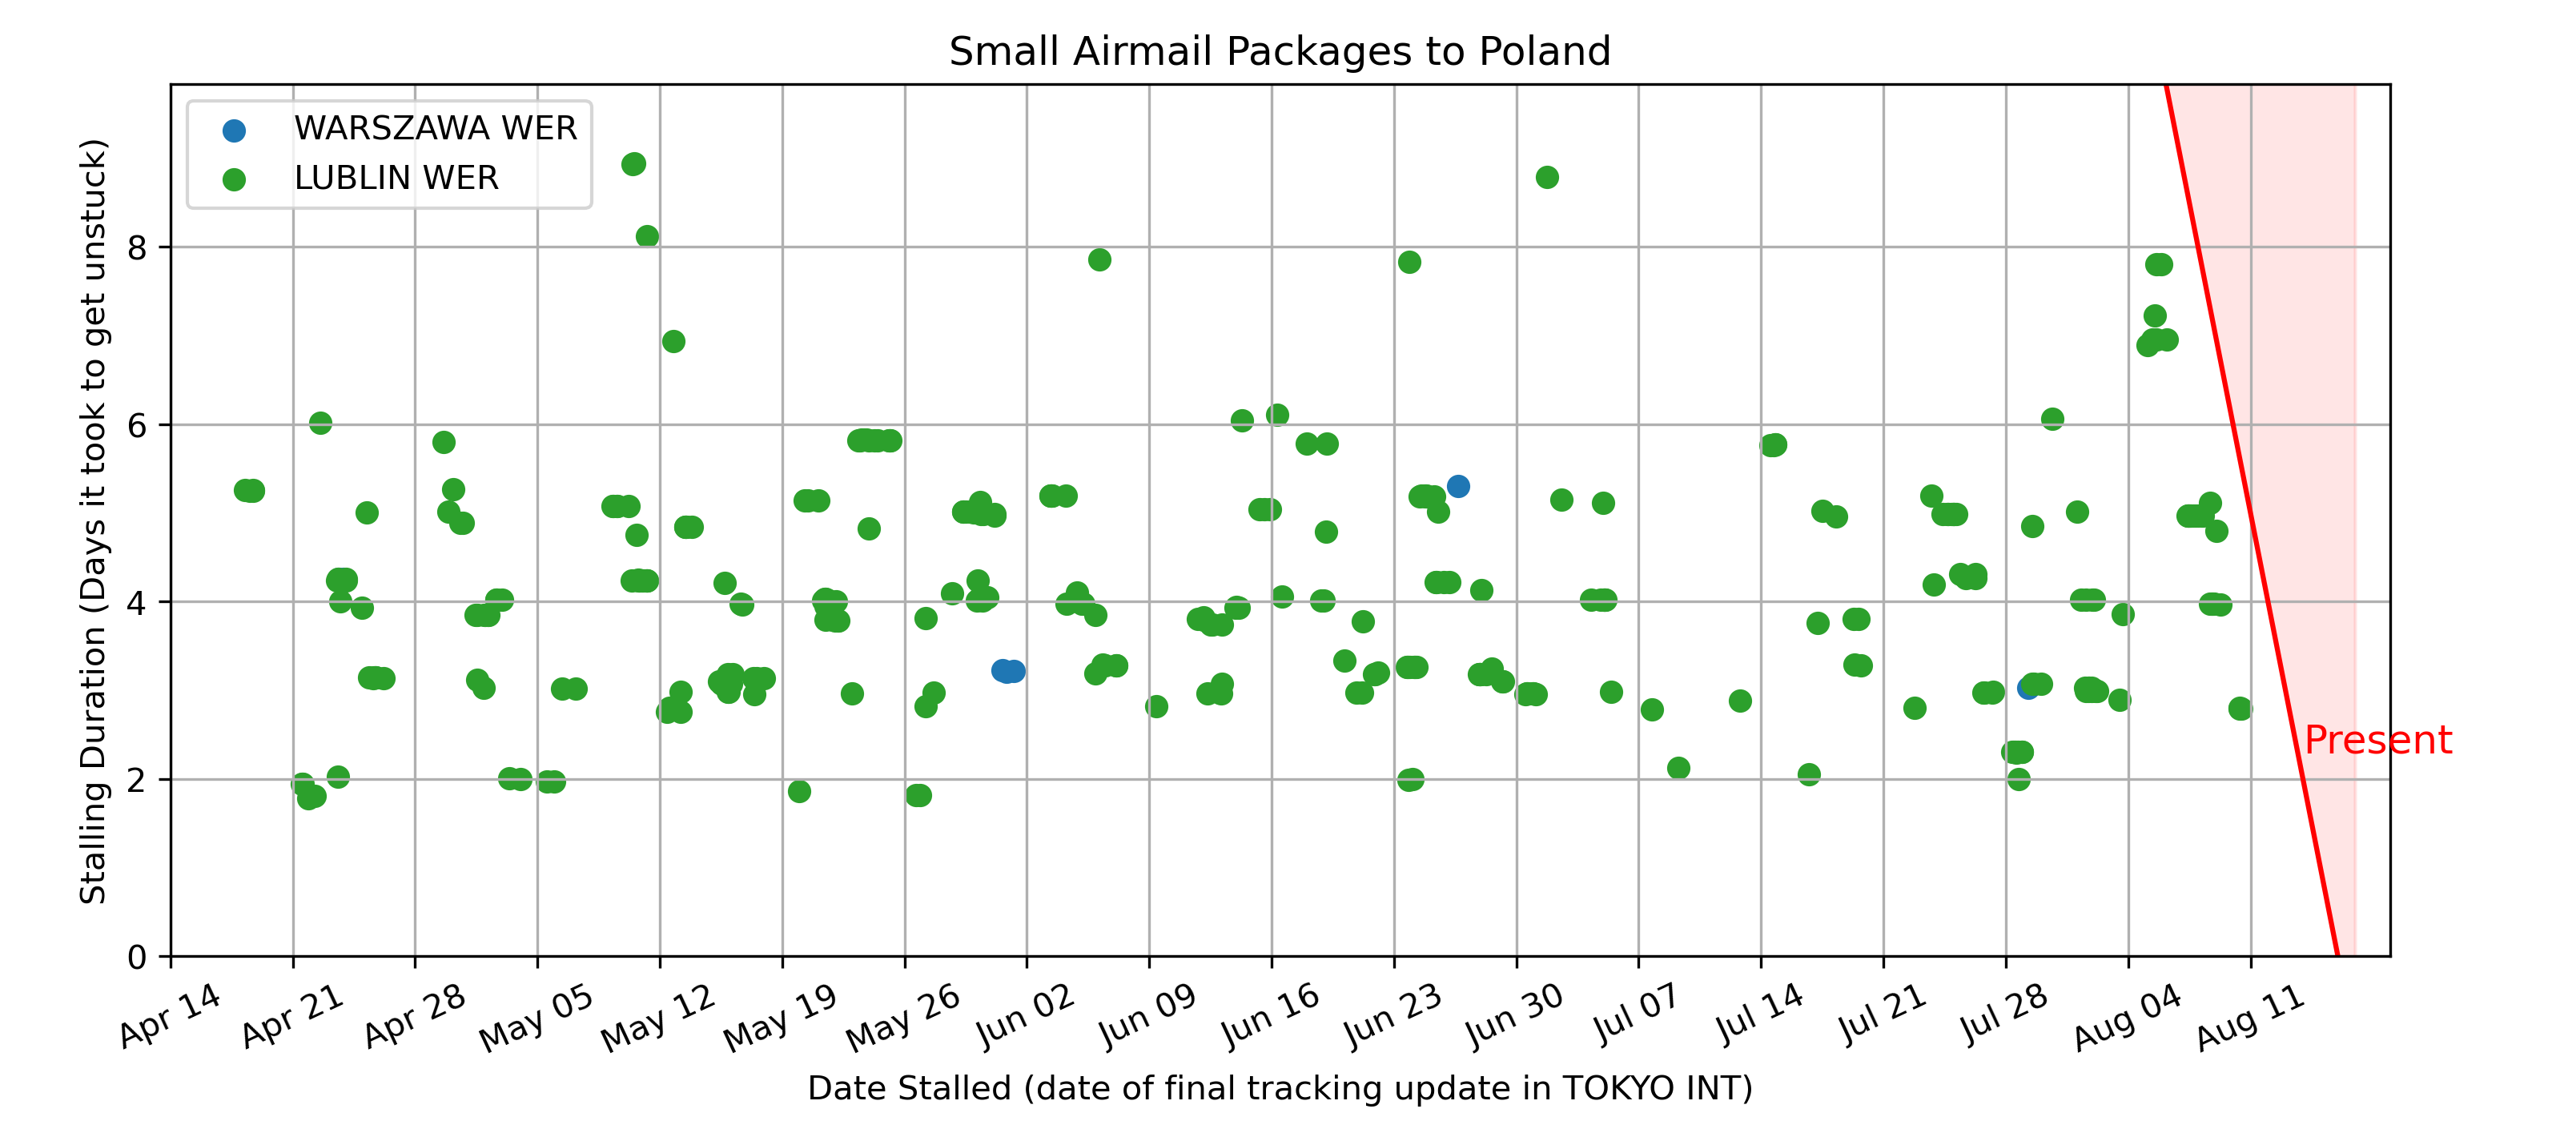 Small Airmail Packages to Poland
WARSZAWA WER
LUBLIN WER
Stalling Duration (Days it took to get unstuck)
8
6
4
2
0
Present
Apr 14
Apr 21
Apr 28
May 05
May 12
May 19
May 26
Jun 02
Jun 09
Jun 16
Jun 23
Jun 30
Jul 07
Jul 14
Jul 21
Jul 28
Aug 04
Aug 11
Date Stalled (date of final tracking update in TOKYO INT)